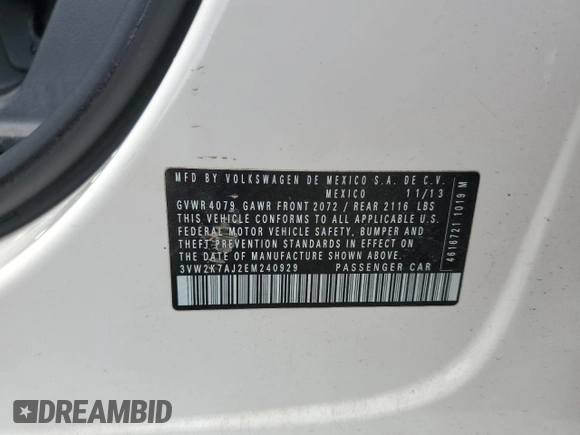 MFD BY VOLKSWAGEN DE MEXICO S.A. DE C.V.
MEXICO 11/13
GVWR 4079 GAWR FRONT 2072 / REAR 2116 LBS
THIS VEHICLE CONFORMS TO ALL APPLICABLE U.S.
FEDERAL MOTOR VEHICLE SAFETY, BUMPER AND
THEFT PREVENTION STANDARDS IN EFFECT ON
THE DATE OF MANUFACTURE SHOWN ABOVE
3VW2K7AJ2EM240929 PASSENGER CAR
4616721 1019 M
DREAMBID